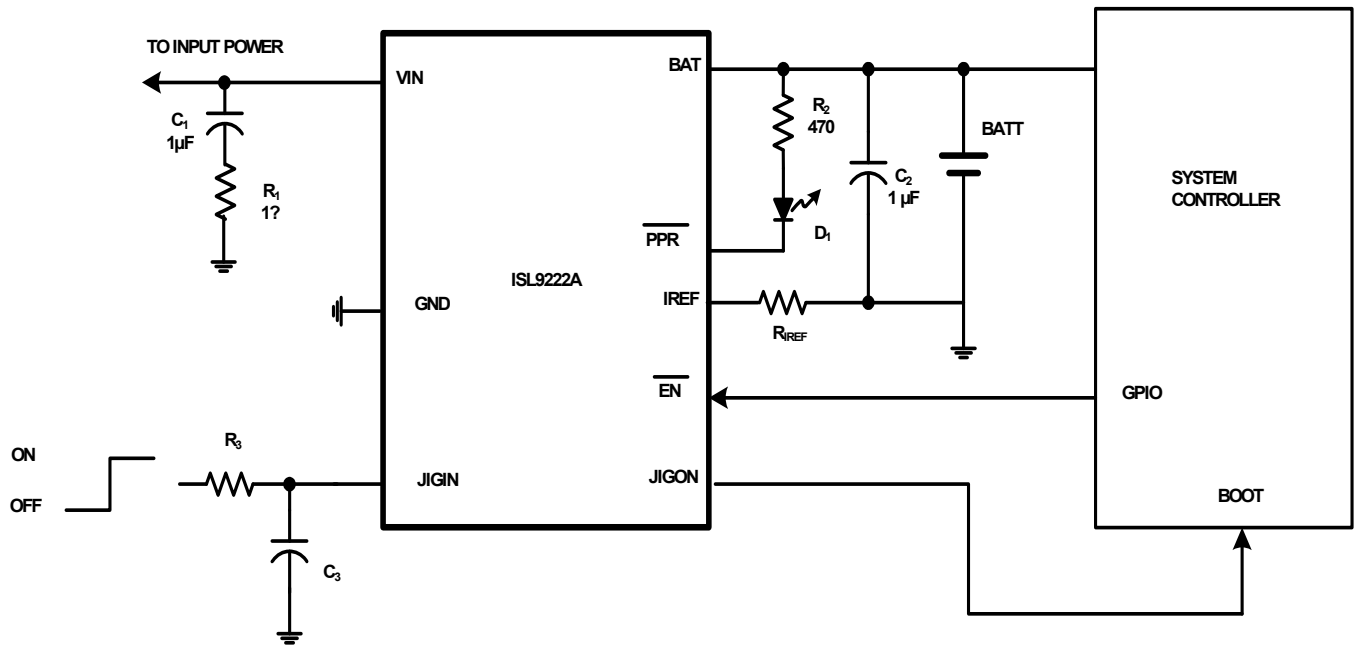 TO INPUT POWER
C1
1µF
R1
1?
VIN
GND
JIGIN
ISL9222A
BAT
PPR
IREF
EN
JIGON
R2
470
D1
C2
1 µF
BATT
RIREF
SYSTEM
CONTROLLER
GPIO
BOOT
ON
OFF
R3
C3